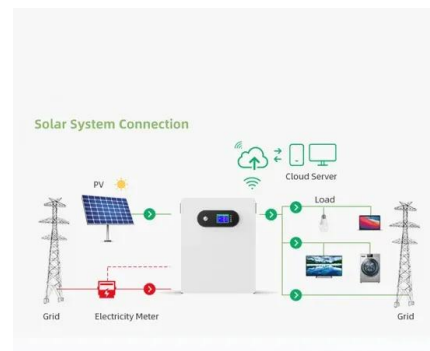 Solar System Connection
Cloud Server
PV
Load
Grid
Electricity Meter
Grid